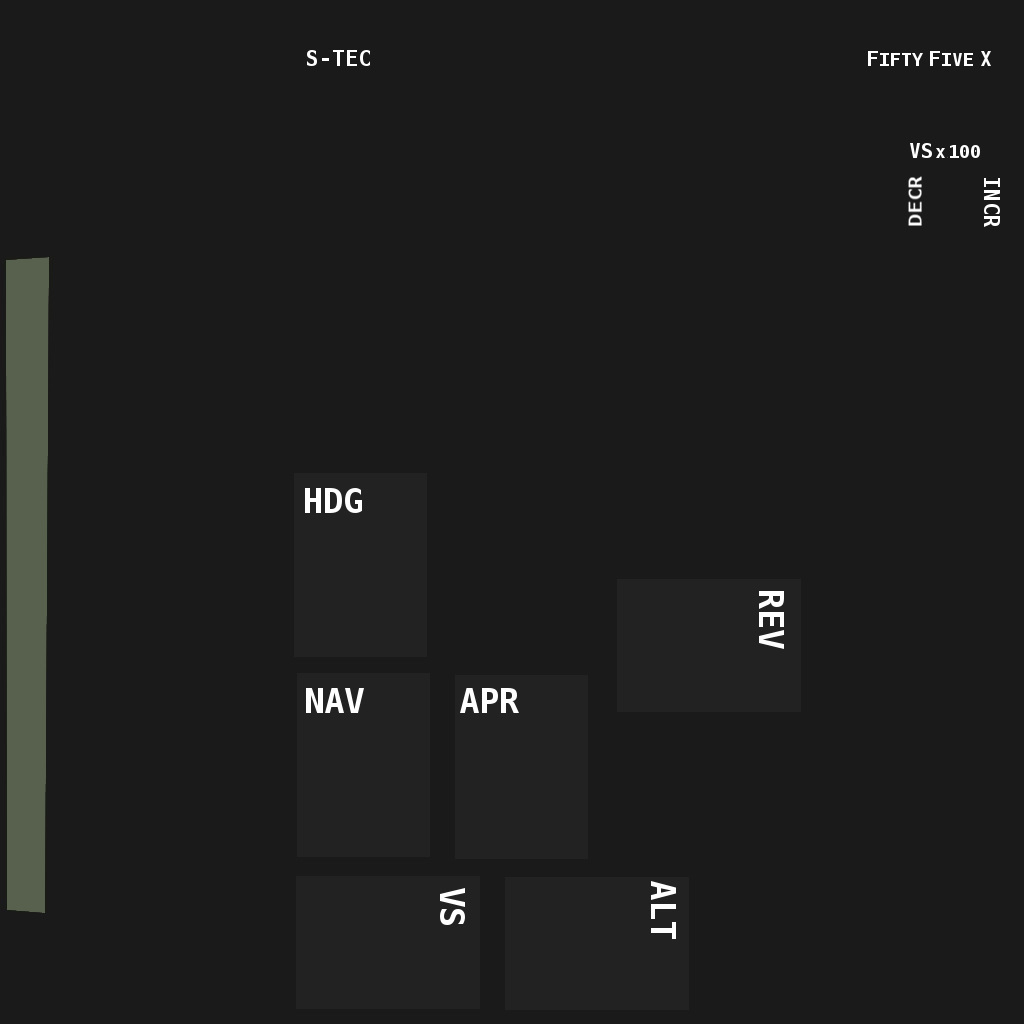 S-TEC
FIFTY FIVE X
VS x 100
DECR
INCR
HDG
REV
NAV
APR
VS
ALT